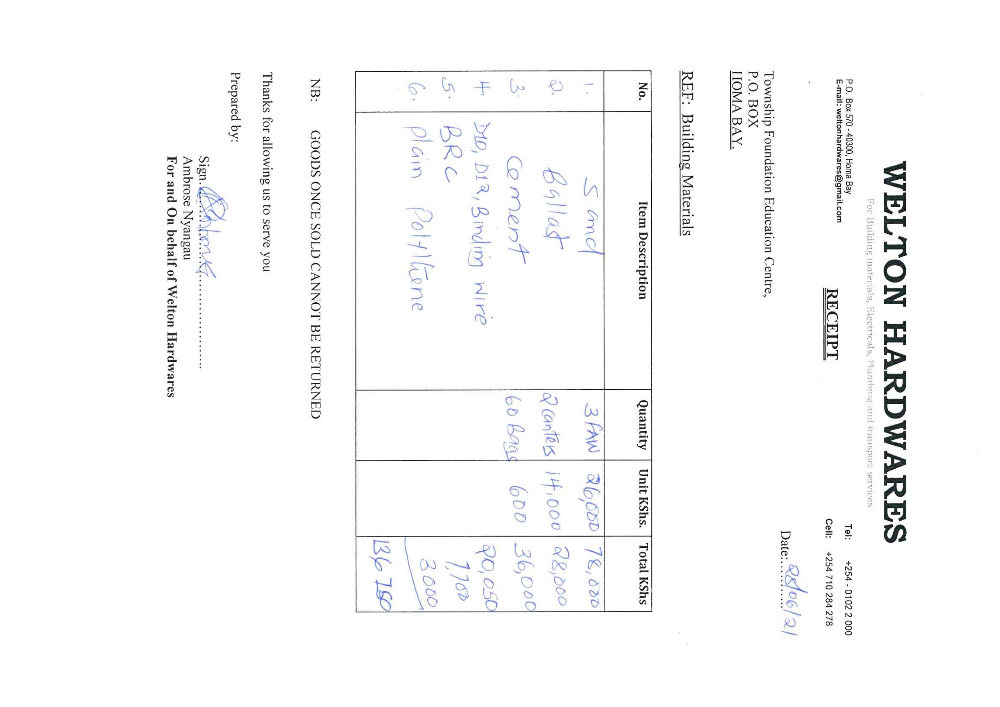 WELTON HARDWARES
For Building materials, Electricals, Plumbing and transport services
P.O. Box 570 - 40300, Homa Bay
E-mail: weltonhardwares@gmail.com
Tel: +254 - 0102 2 000
Cell: +254 710 284 278
RECEIPT
Date: 28/06/21
Township Foundation Education Centre,
P.O. BOX
HOMA BAY.
REF: Building Materials
No. Item Description Quantity Unit KShs. Total KShs
1. Sand 3 FAW 26,000 78,000
2. Ballast 2 canters 14,000 28,000
3. Cement 60 Bags 600 36,000
4. D10, D12, Binding wire 20,050
5. BRC 7,700
6. plain Polythene 3000
136 750
NB: GOODS ONCE SOLD CANNOT BE RETURNED
Thanks for allowing us to serve you
Prepared by:
Sign.
Ambrose Nyangau
For and On behalf of Welton Hardwares